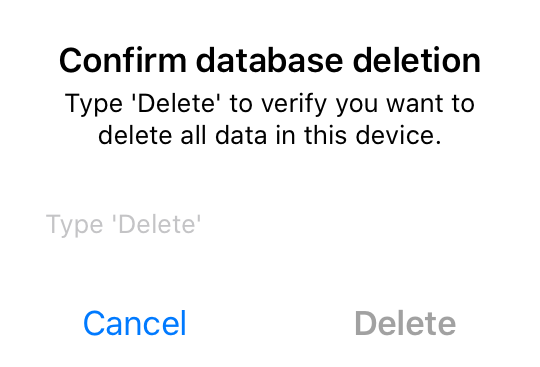 Confirm database deletion
Type 'Delete' to verify you want to
delete all data in this device.
Type 'Delete'
Cancel
Delete